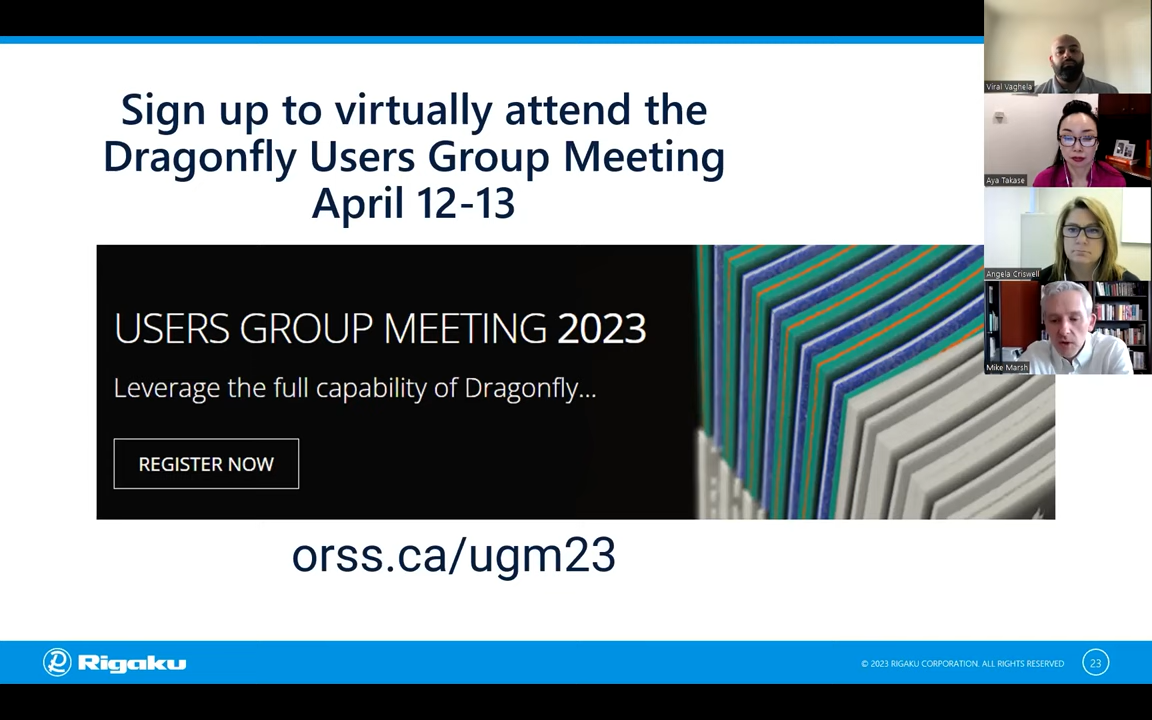 Sign up to virtually attend the
Dragonfly Users Group Meeting
April 12-13
USERS GROUP MEETING 2023
Leverage the full capability of Dragonfly...
REGISTER NOW
orss.ca/ugm23
Rigaku
© 2023 RIGAKU CORPORATION. ALL RIGHTS RESERVED
23
Viral Vaghela
Aya Takase
Angela Criswell
Mike Marsh